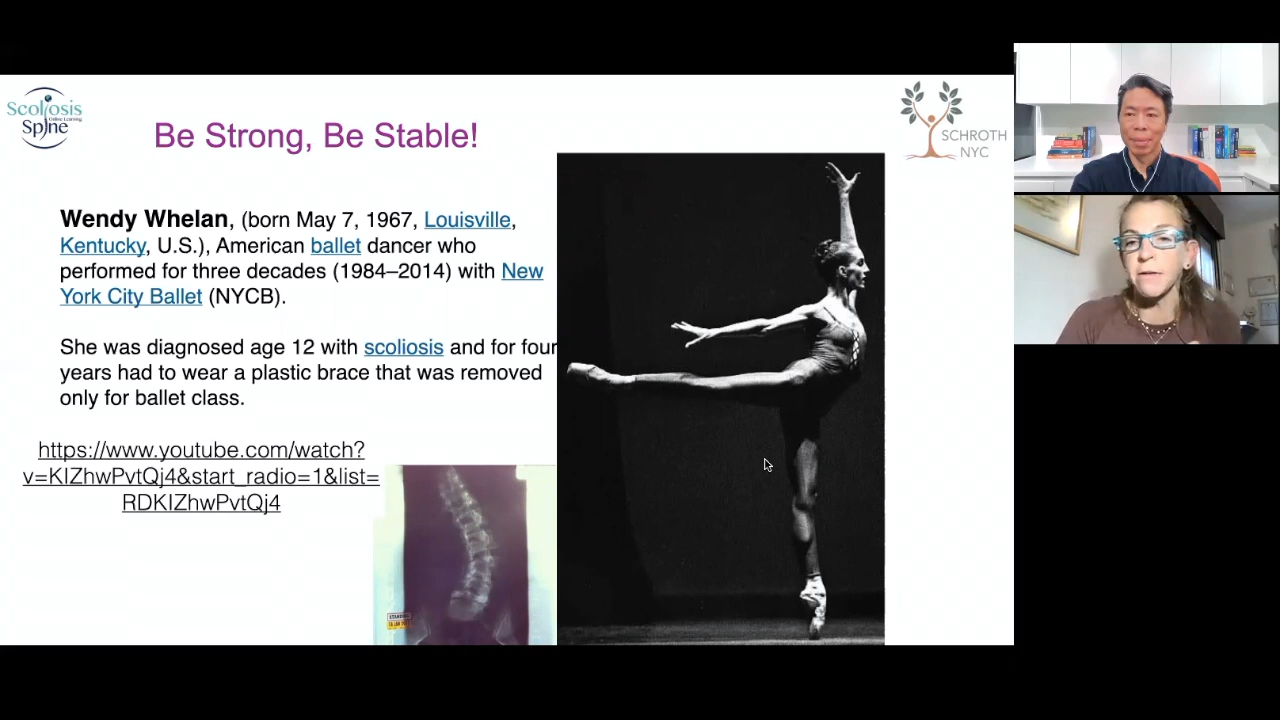 Scoliosis
Online Learning
Spine
Be Strong, Be Stable!
SCHROTH
NYC
Wendy Whelan, (born May 7, 1967, Louisville,
Kentucky, U.S.), American ballet dancer who
performed for three decades (1984–2014) with New
York City Ballet (NYCB).
She was diagnosed age 12 with scoliosis and for four
years had to wear a plastic brace that was removed
only for ballet class.
https://www.youtube.com/watch?
v=KIZhwPvtQj4&start_radio=1&list=
RDKIZhwPvtQj4
STANDING